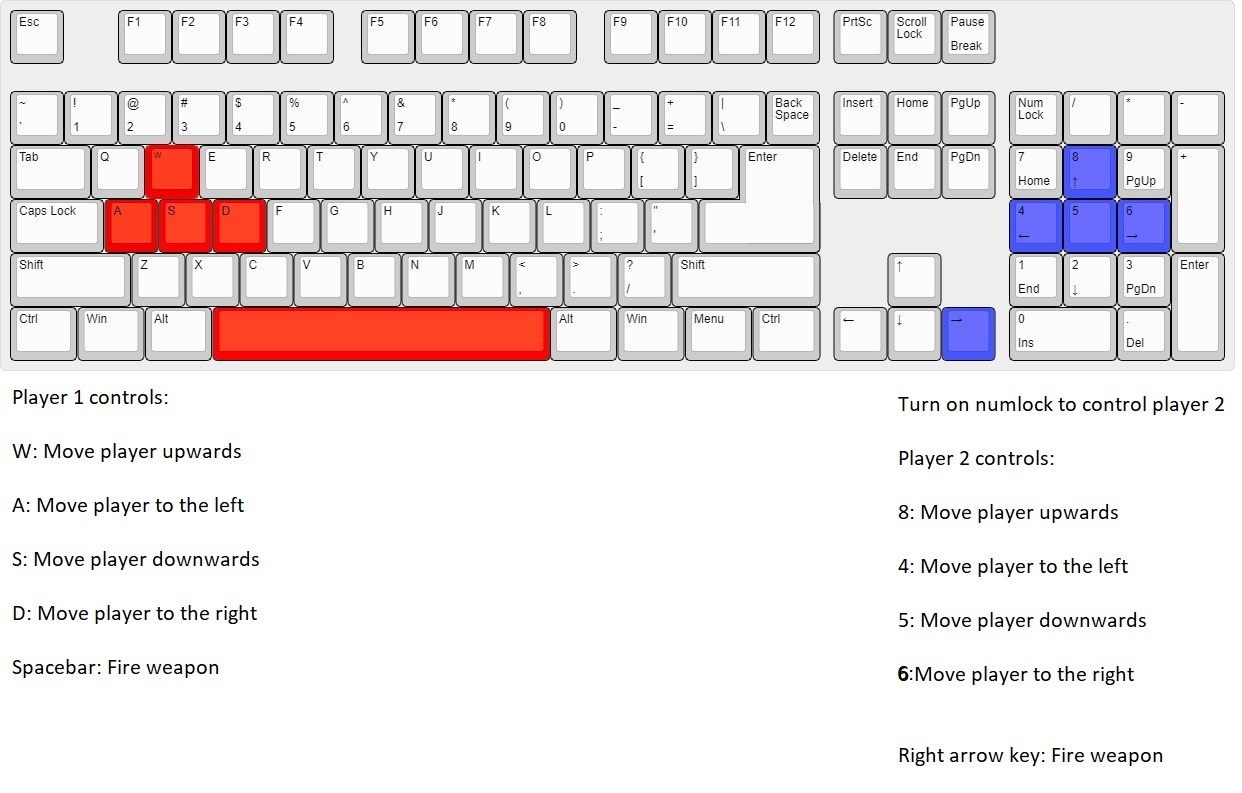 Esc F1 F2 F3 F4 F5 F6 F7 F8 F9 F10 F11 F12 PrtSc Scroll Lock Pause Break
~ ` ! 1 @ 2 # 3 $ 4 % 5 ^ 6 & 7 * 8 ( 9 ) 0 _ - + = | \ Back Space Insert Home PgUp Num Lock / * -
Tab Q W E R T Y U I O P { [ } ] Enter Delete End PgDn 7 Home 8 ↑ 9 PgUp +
Caps Lock A S D F G H J K L : ; " ' 4 ← 5 6 →
Shift Z X C V B N M < , > . ? / Shift ↑ 1 End 2 ↓ 3 PgDn Enter
Ctrl Win Alt Alt Win Menu Ctrl ← ↓ → 0 Ins . Del
Player 1 controls:
W: Move player upwards
A: Move player to the left
S: Move player downwards
D: Move player to the right
Spacebar: Fire weapon
Turn on numlock to control player 2
Player 2 controls:
8: Move player upwards
4: Move player to the left
5: Move player downwards
6:Move player to the right
Right arrow key: Fire weapon